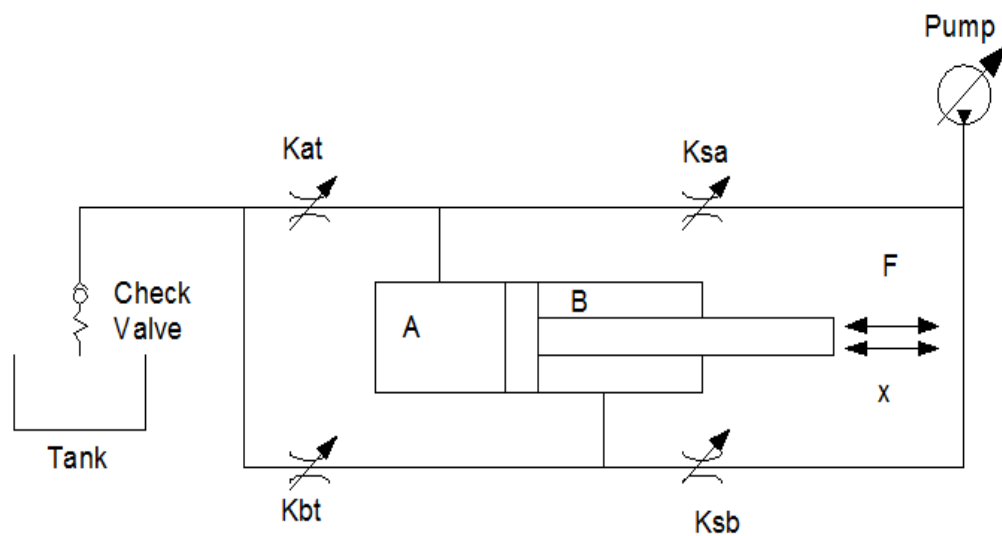 Pump
Kat
Ksa
F
Check
Valve
A
B
x
Tank
Kbt
Ksb